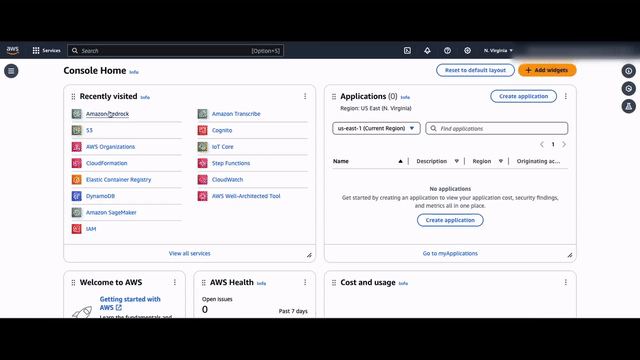 aws Services Search [Option+S] N. Virginia
Console Home Info
Reset to default layout
Add widgets
Recently visited Info
Amazon Bedrock
S3
AWS Organizations
CloudFormation
Elastic Container Registry
DynamoDB
Amazon SageMaker
IAM
Amazon Transcribe
Cognito
IoT Core
Step Functions
CloudWatch
AWS Well-Architected Tool
View all services
Applications (0) Info
Create application
Region: US East (N. Virginia)
us-east-1 (Current Region)
Find applications
1
Name Description Region Originating ac...
No applications
Get started by creating an application to view your application cost, security findings,
and metrics all in one place.
Create application
Go to myApplications
Welcome to AWS
Getting started with
AWS
Learn the fundamentals and
AWS Health Info
Open issues
0
Past 7 days
Cost and usage Info